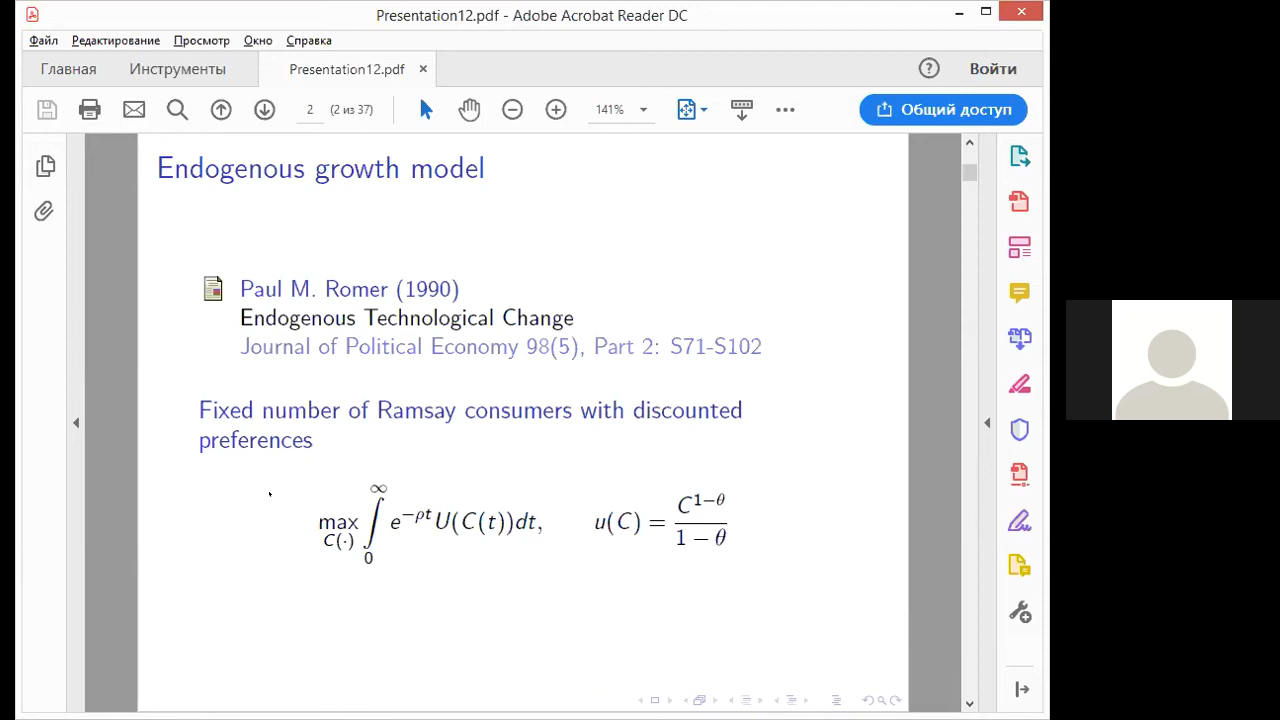 Presentation12.pdf - Adobe Acrobat Reader DC
Файл Редактирование Просмотр Окно Справка
Главная Инструменты Presentation12.pdf × ? Войти
2 (2 из 37) 141% Общий доступ
Endogenous growth model
Paul M. Romer (1990)
Endogenous Technological Change
Journal of Political Economy 98(5), Part 2: S71-S102
Fixed number of Ramsay consumers with discounted
preferences
max_{C(·)} ∫_0^∞ e^{−ρt} U(C(t))dt, u(C) = C^{1−θ} / (1 − θ)